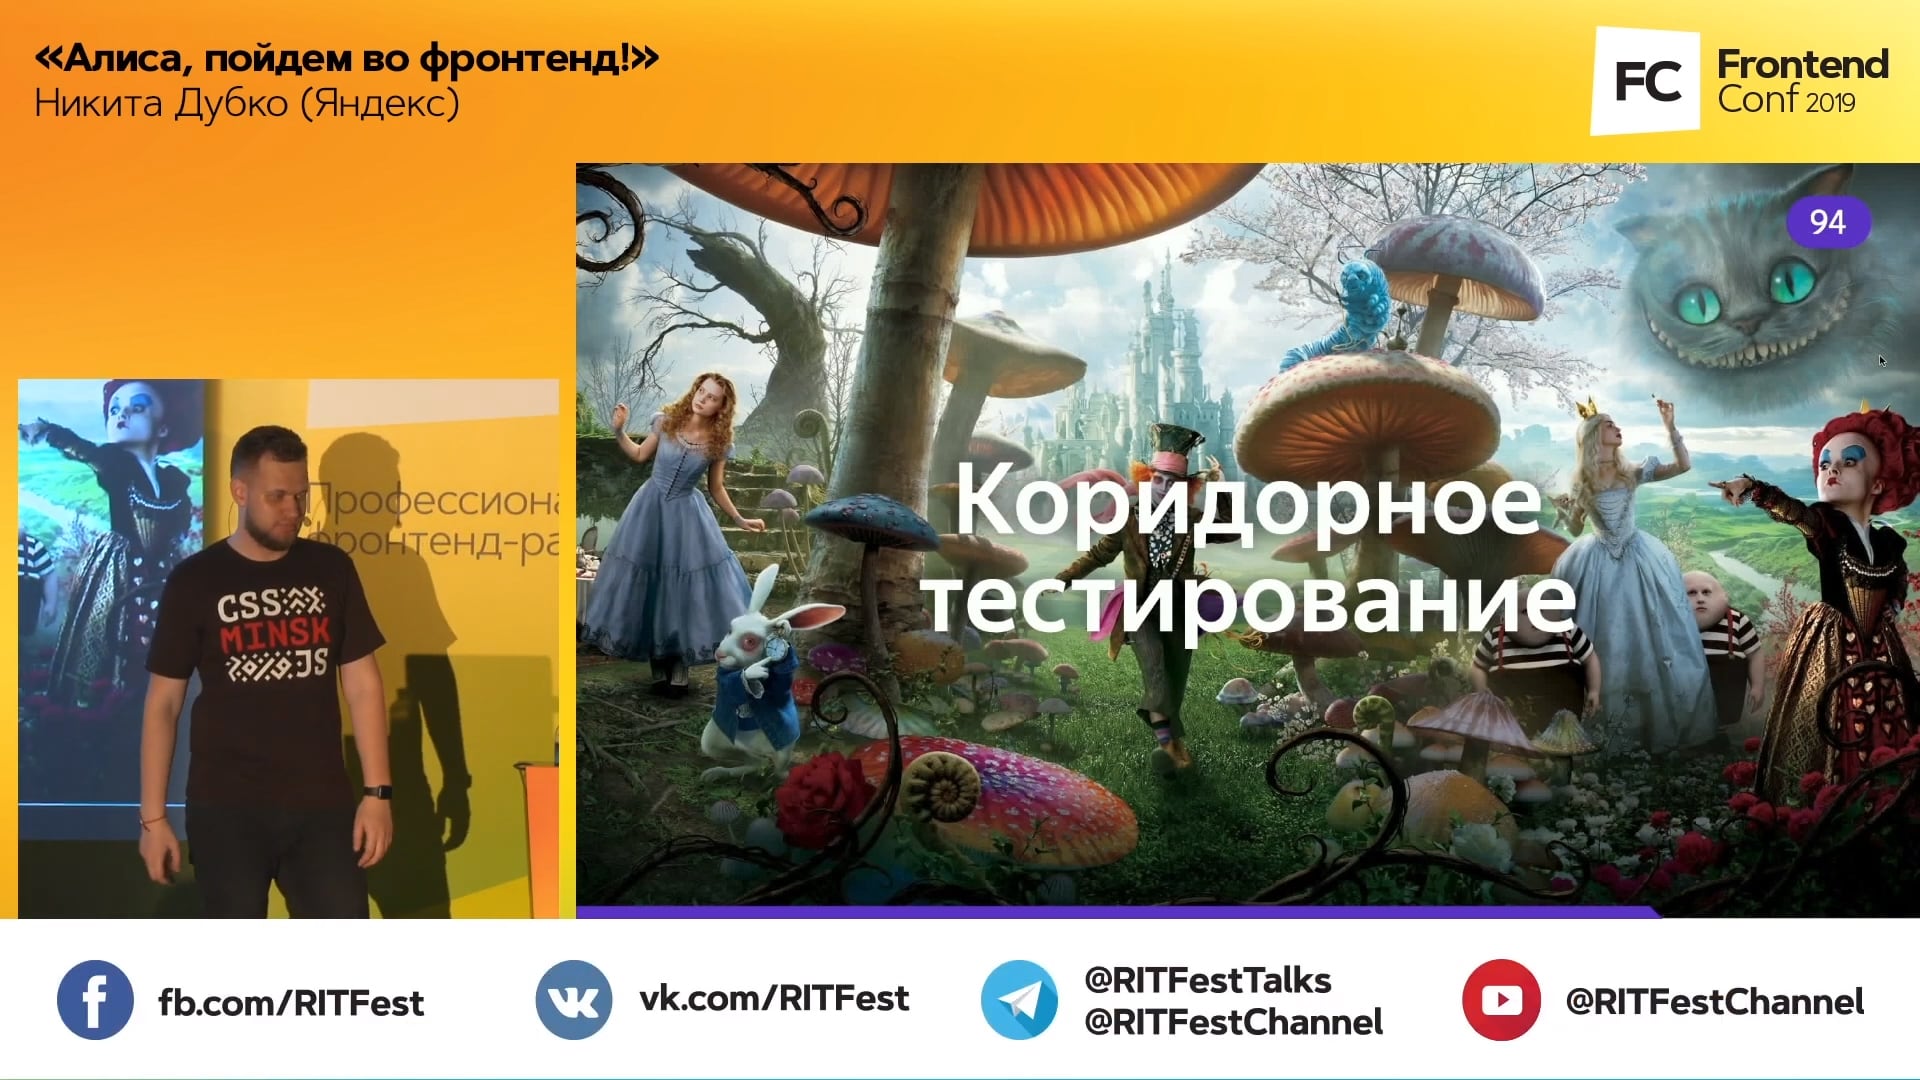 «Алиса, пойдем во фронтенд!»
Никита Дубко (Яндекс)
FC
Frontend
Conf 2019
94
Коридорное
тестирование
Профессиона
фронтенд-ра
CSS
MINSK
JS
fb.com/RITFest
vk.com/RITFest
@RITFestTalks
@RITFestChannel
@RITFestChannel